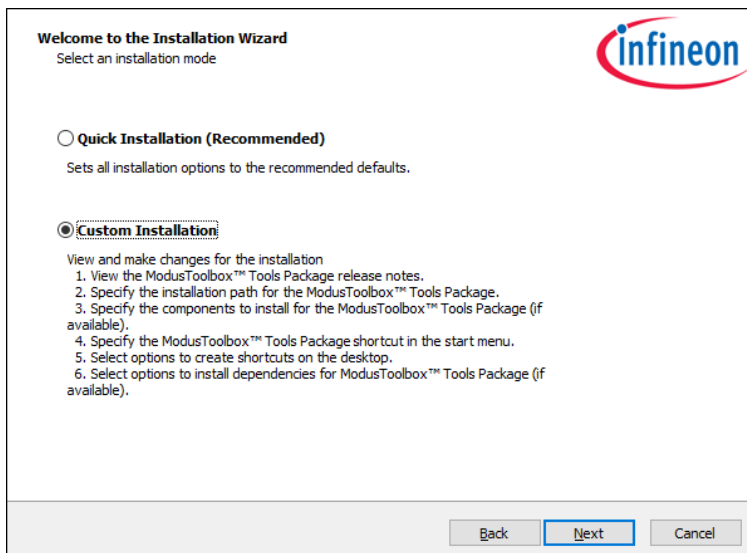 Welcome to the Installation Wizard
Select an installation mode
infineon
Quick Installation (Recommended)
Sets all installation options to the recommended defaults.
Custom Installation
View and make changes for the installation
1. View the ModusToolbox™ Tools Package release notes.
2. Specify the installation path for the ModusToolbox™ Tools Package.
3. Specify the components to install for the ModusToolbox™ Tools Package (if
available).
4. Specify the ModusToolbox™ Tools Package shortcut in the start menu.
5. Select options to create shortcuts on the desktop.
6. Select options to install dependencies for ModusToolbox™ Tools Package (if
available).
Back Next Cancel